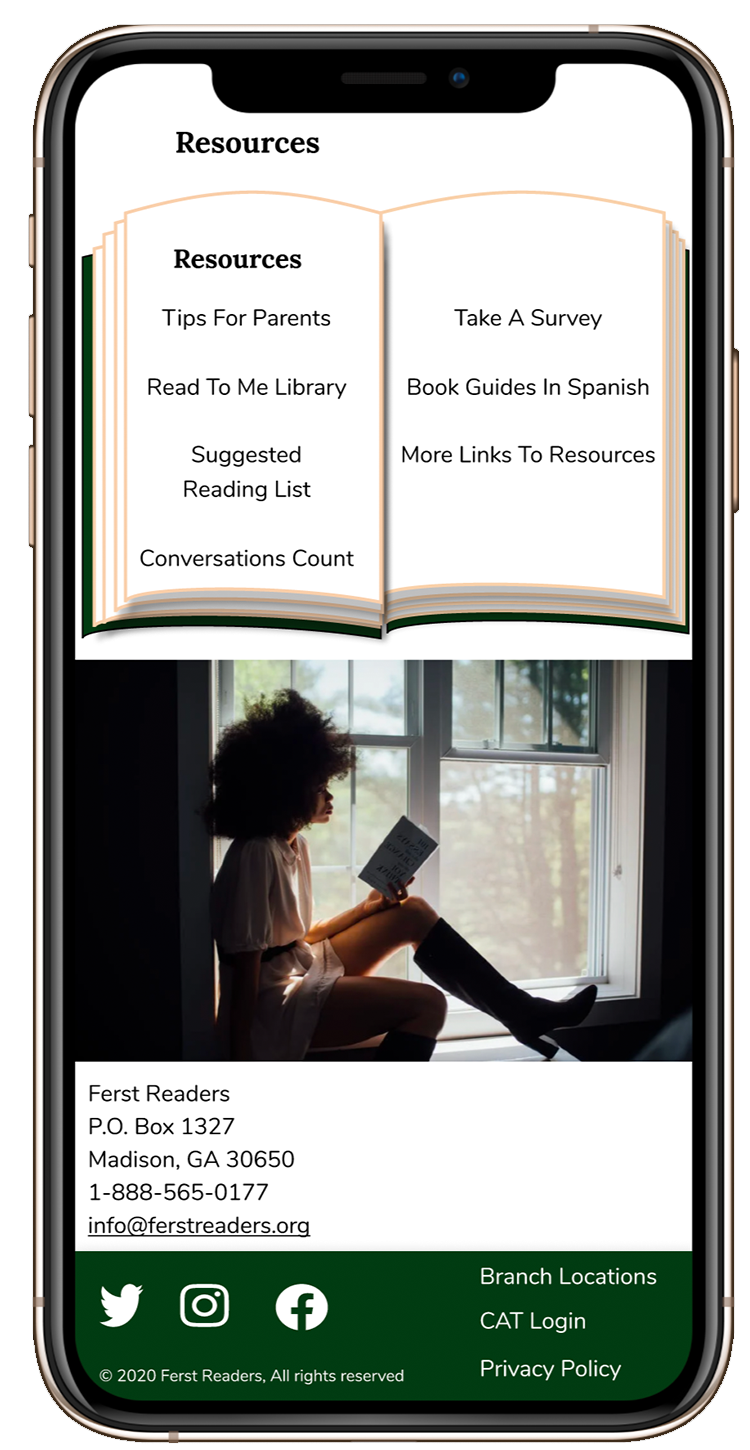 Resources
Resources
Tips For Parents
Read To Me Library
Suggested
Reading List
Conversations Count
Take A Survey
Book Guides In Spanish
More Links To Resources
Ferst Readers
P.O. Box 1327
Madison, GA 30650
1-888-565-0177
info@ferstreaders.org
Branch Locations
CAT Login
Privacy Policy
© 2020 Ferst Readers, All rights reserved